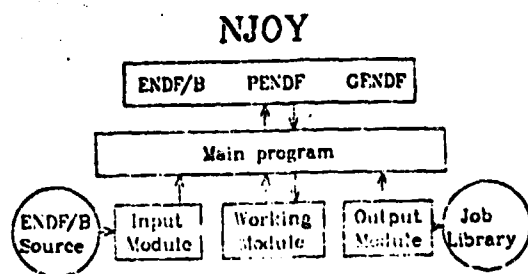 NJOY
ENDF/B PENDF GENDF
Main program
ENDF/B Source
Input Module
Working Module
Output Module
Job Library